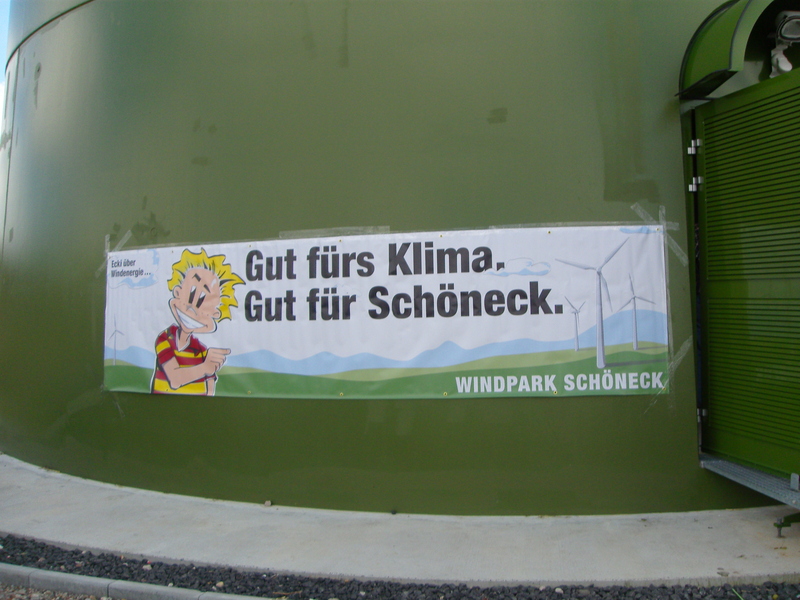 Ecki über
Windenergie...
Gut fürs Klima.
Gut für Schöneck.
WINDPARK SCHÖNECK